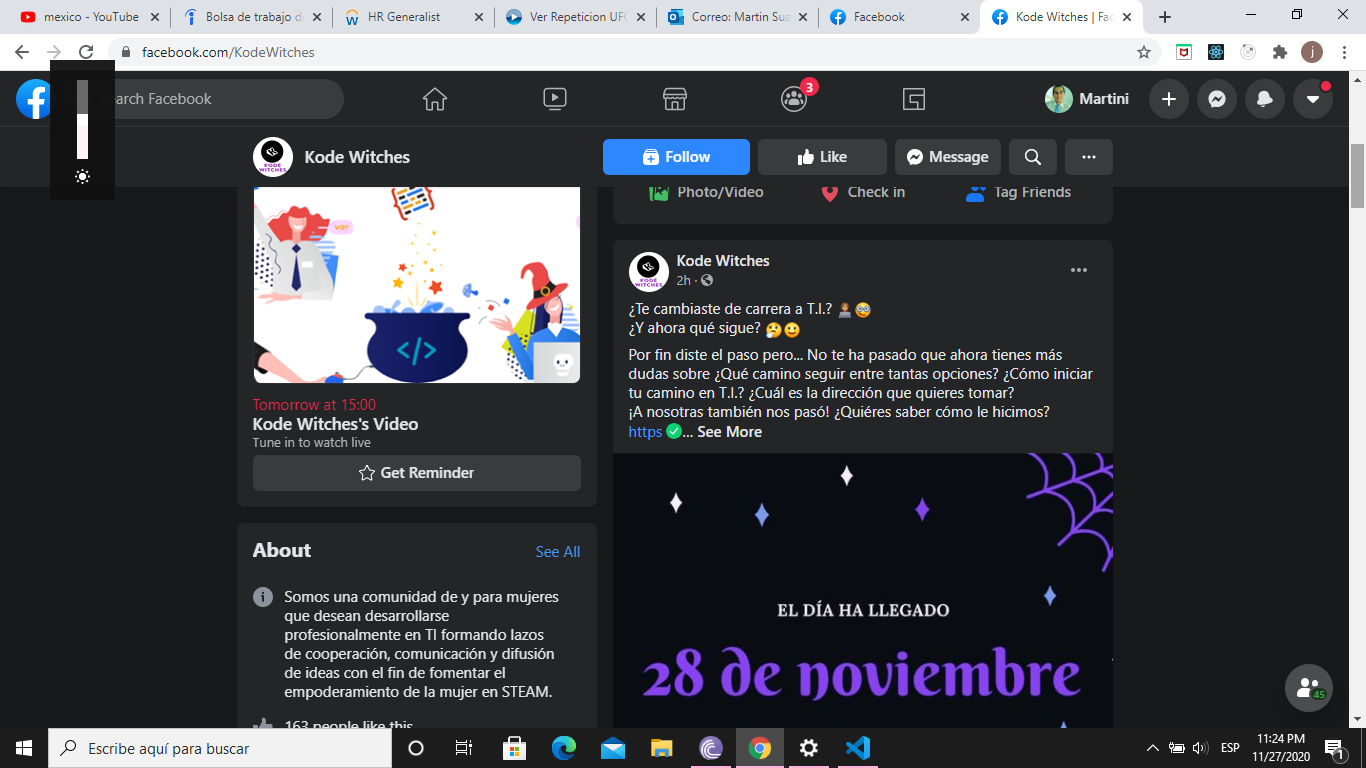 mexico - YouTube
Bolsa de trabajo d
HR Generalist
Ver Repeticion UFC
Correo: Martin Sua
Facebook
Kode Witches | Fac
facebook.com/KodeWitches
j
Search Facebook
3
Martini
KODE WITCHES
Kode Witches
Follow
Like
Message
Photo/Video
Check in
Tag Friends
var
</>
Tomorrow at 15:00
Kode Witches's Video
Tune in to watch live
Get Reminder
About
See All
Somos una comunidad de y para mujeres
que desean desarrollarse
profesionalmente en TI formando lazos
de cooperación, comunicación y difusión
de ideas con el fin de fomentar el
empoderamiento de la mujer en STEAM.
163 people like this
KODE WITCHES
Kode Witches
2h ·
¿Te cambiaste de carrera a T.I.?
¿Y ahora qué sigue?
Por fin diste el paso pero... No te ha pasado que ahora tienes más
dudas sobre ¿Qué camino seguir entre tantas opciones? ¿Cómo iniciar
tu camino en T.I.? ¿Cuál es la dirección que quieres tomar?
¡A nosotras también nos pasó! ¿Quiéres saber cómo le hicimos?
https ✅... See More
EL DÍA HA LLEGADO
28 de noviembre
45
Escribe aquí para buscar
ESP
11:24 PM
11/27/2020
1